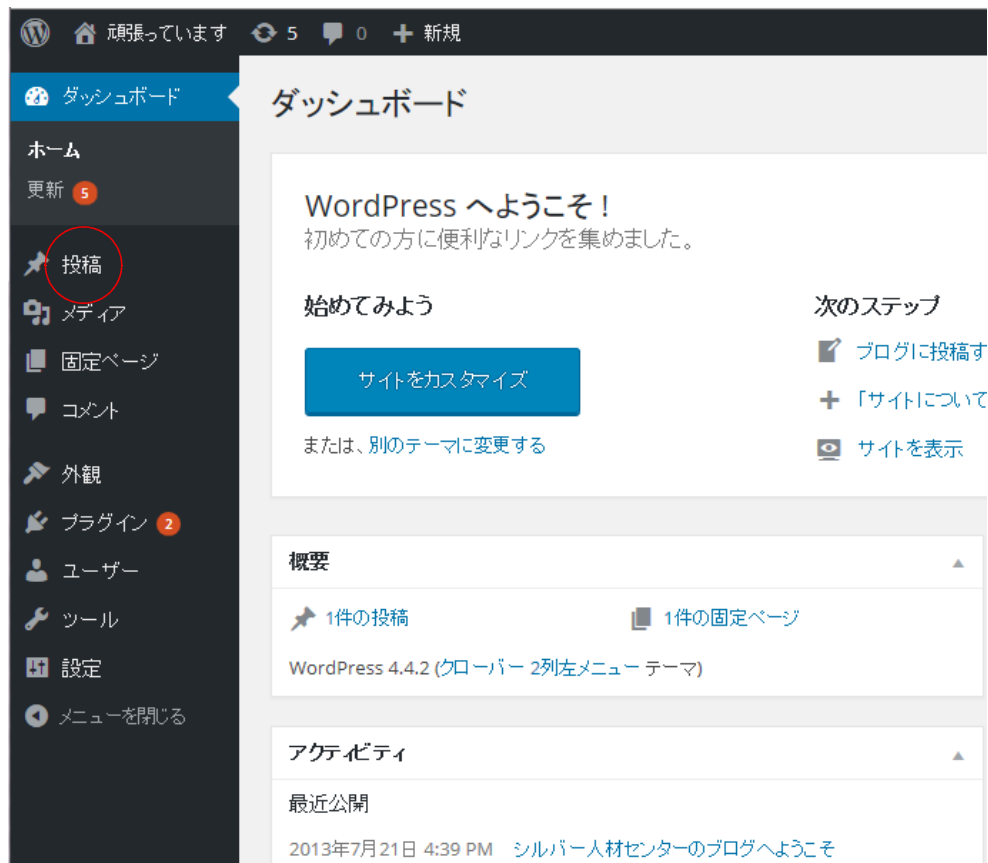 頑張っています 5 0 新規
ダッシュボード
ホーム
更新 5
投稿
メディア
固定ページ
コメント
外観
プラグイン 2
ユーザー
ツール
設定
メニューを閉じる
ダッシュボード
WordPress へようこそ !
初めての方に便利なリンクを集めました。
始めてみよう
サイトをカスタマイズ
または、別のテーマに変更する
次のステップ
ブログに投稿す
「サイトについて
サイトを表示
概要
1件の投稿 1件の固定ページ
WordPress 4.4.2 (クローバー 2列左メニュー テーマ)
アクティビティ
最近公開
2013年7月21日 4:39 PM シルバー人材センターのブログへようこそ